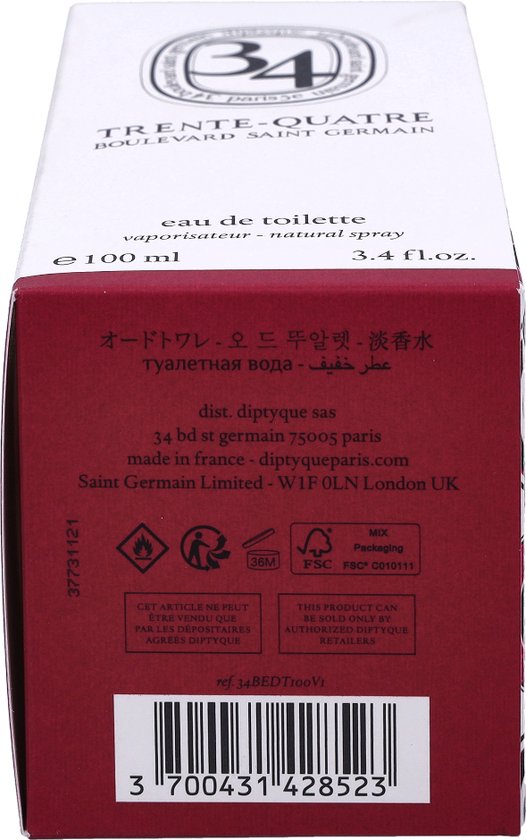 34
paris 5e
TRENTE-QUATRE
BOULEVARD SAINT GERMAIN
eau de toilette
vaporisateur - natural spray
℮ 100 ml 3.4 fl.oz.
オードトワレ - 오 드 뚜알렛 - 淡香水
туалетная вода - عطر خفيف
dist. diptyque sas
34 bd st germain 75005 paris
made in france - diptyqueparis.com
Saint Germain Limited - W1F 0LN London UK
37731121
36M
FSC
MIX
Packaging
FSC® C010111
CET ARTICLE NE PEUT
ÊTRE VENDU QUE
PAR LES DÉPOSITAIRES
AGRÉÉS DIPTYQUE
THIS PRODUCT CAN
BE SOLD ONLY BY
AUTHORIZED DIPTYQUE
RETAILERS
ref. 34BEDT100V1
3 700431 428523